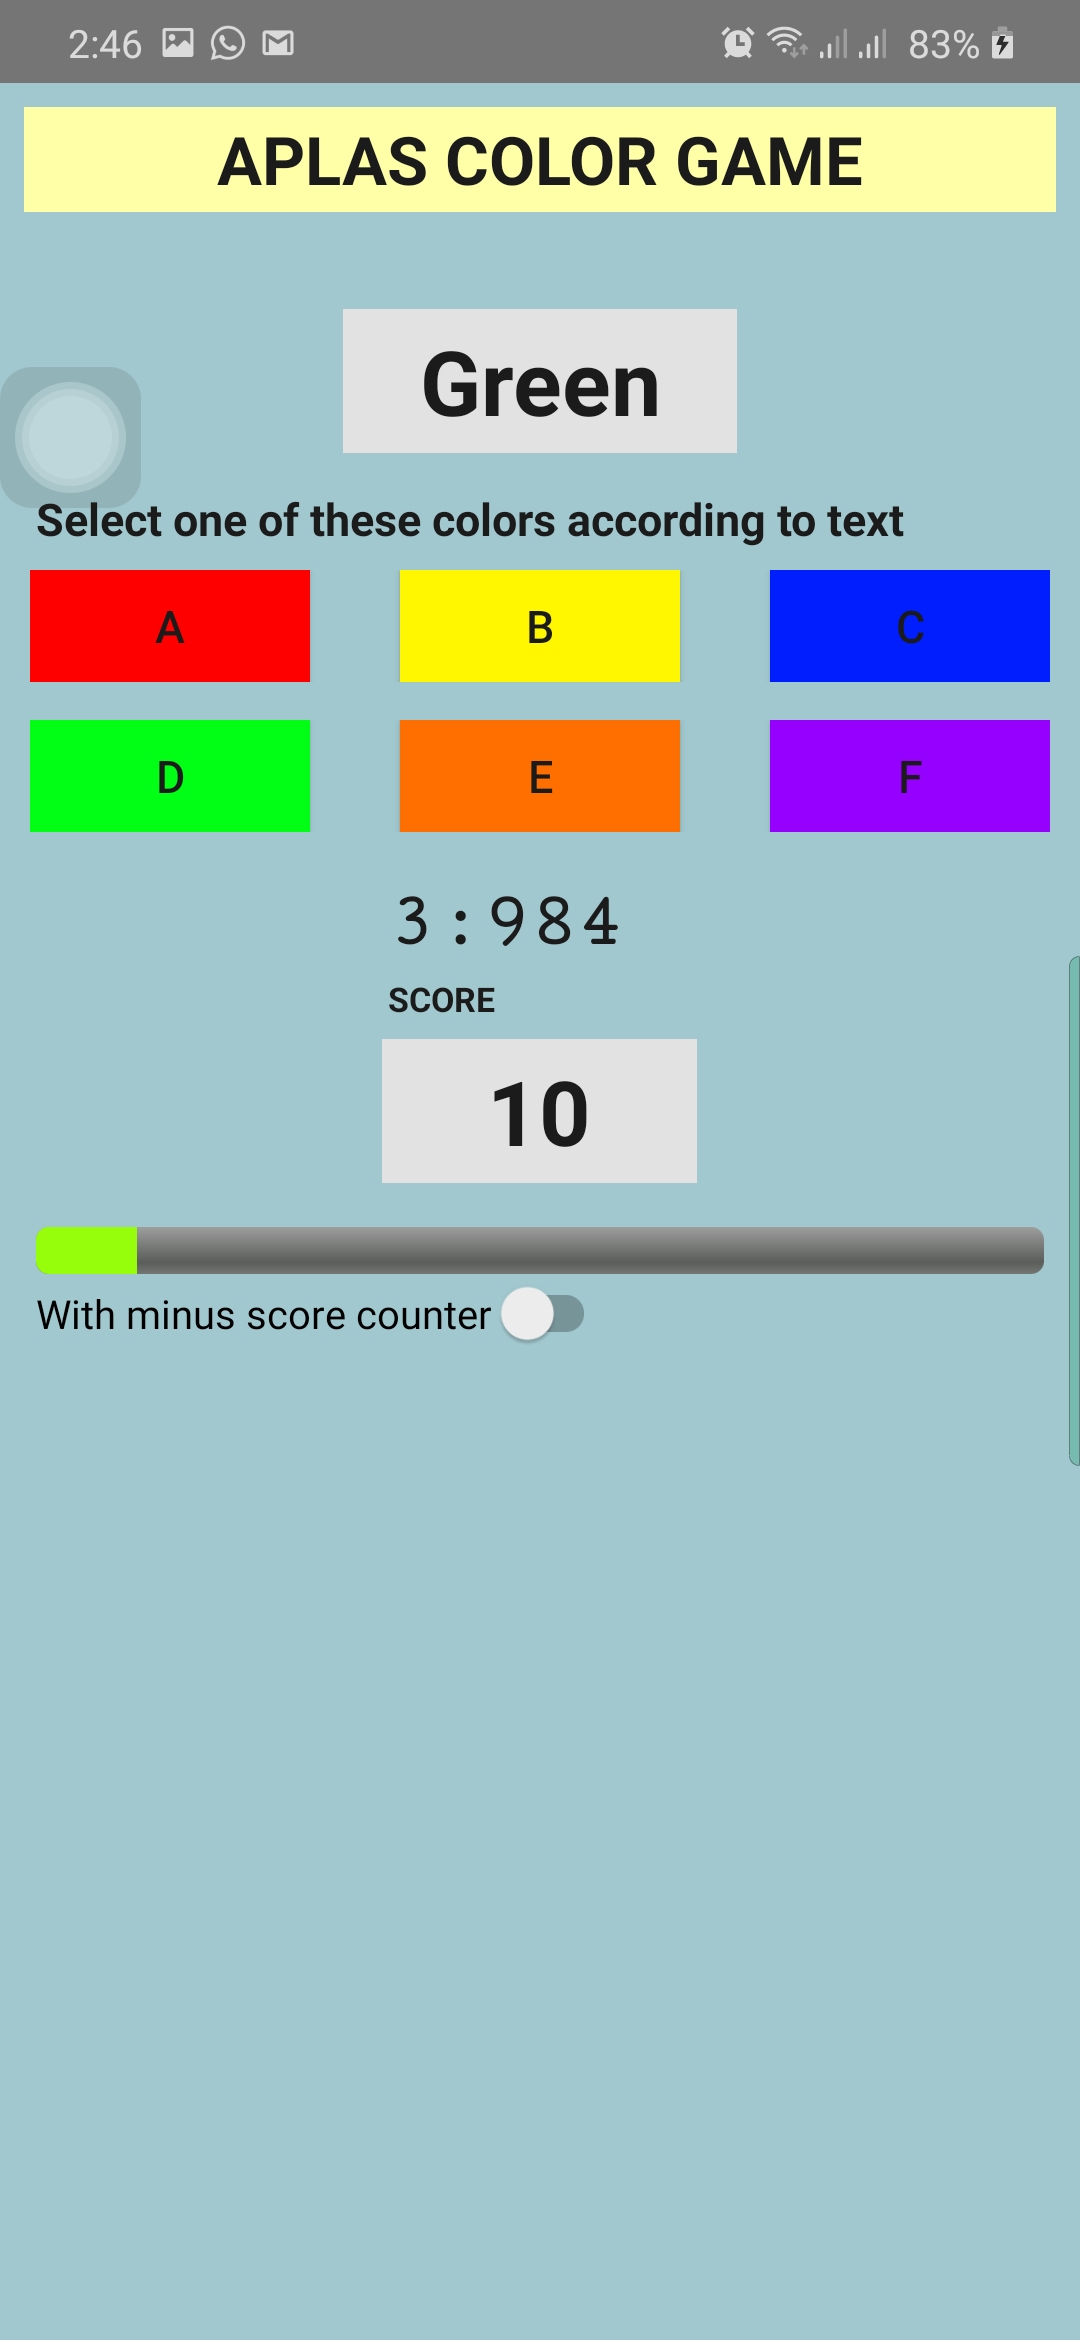 2:46 83%
APLAS COLOR GAME
Green
Select one of these colors according to text
A B C
D E F
3:984
SCORE
10
With minus score counter